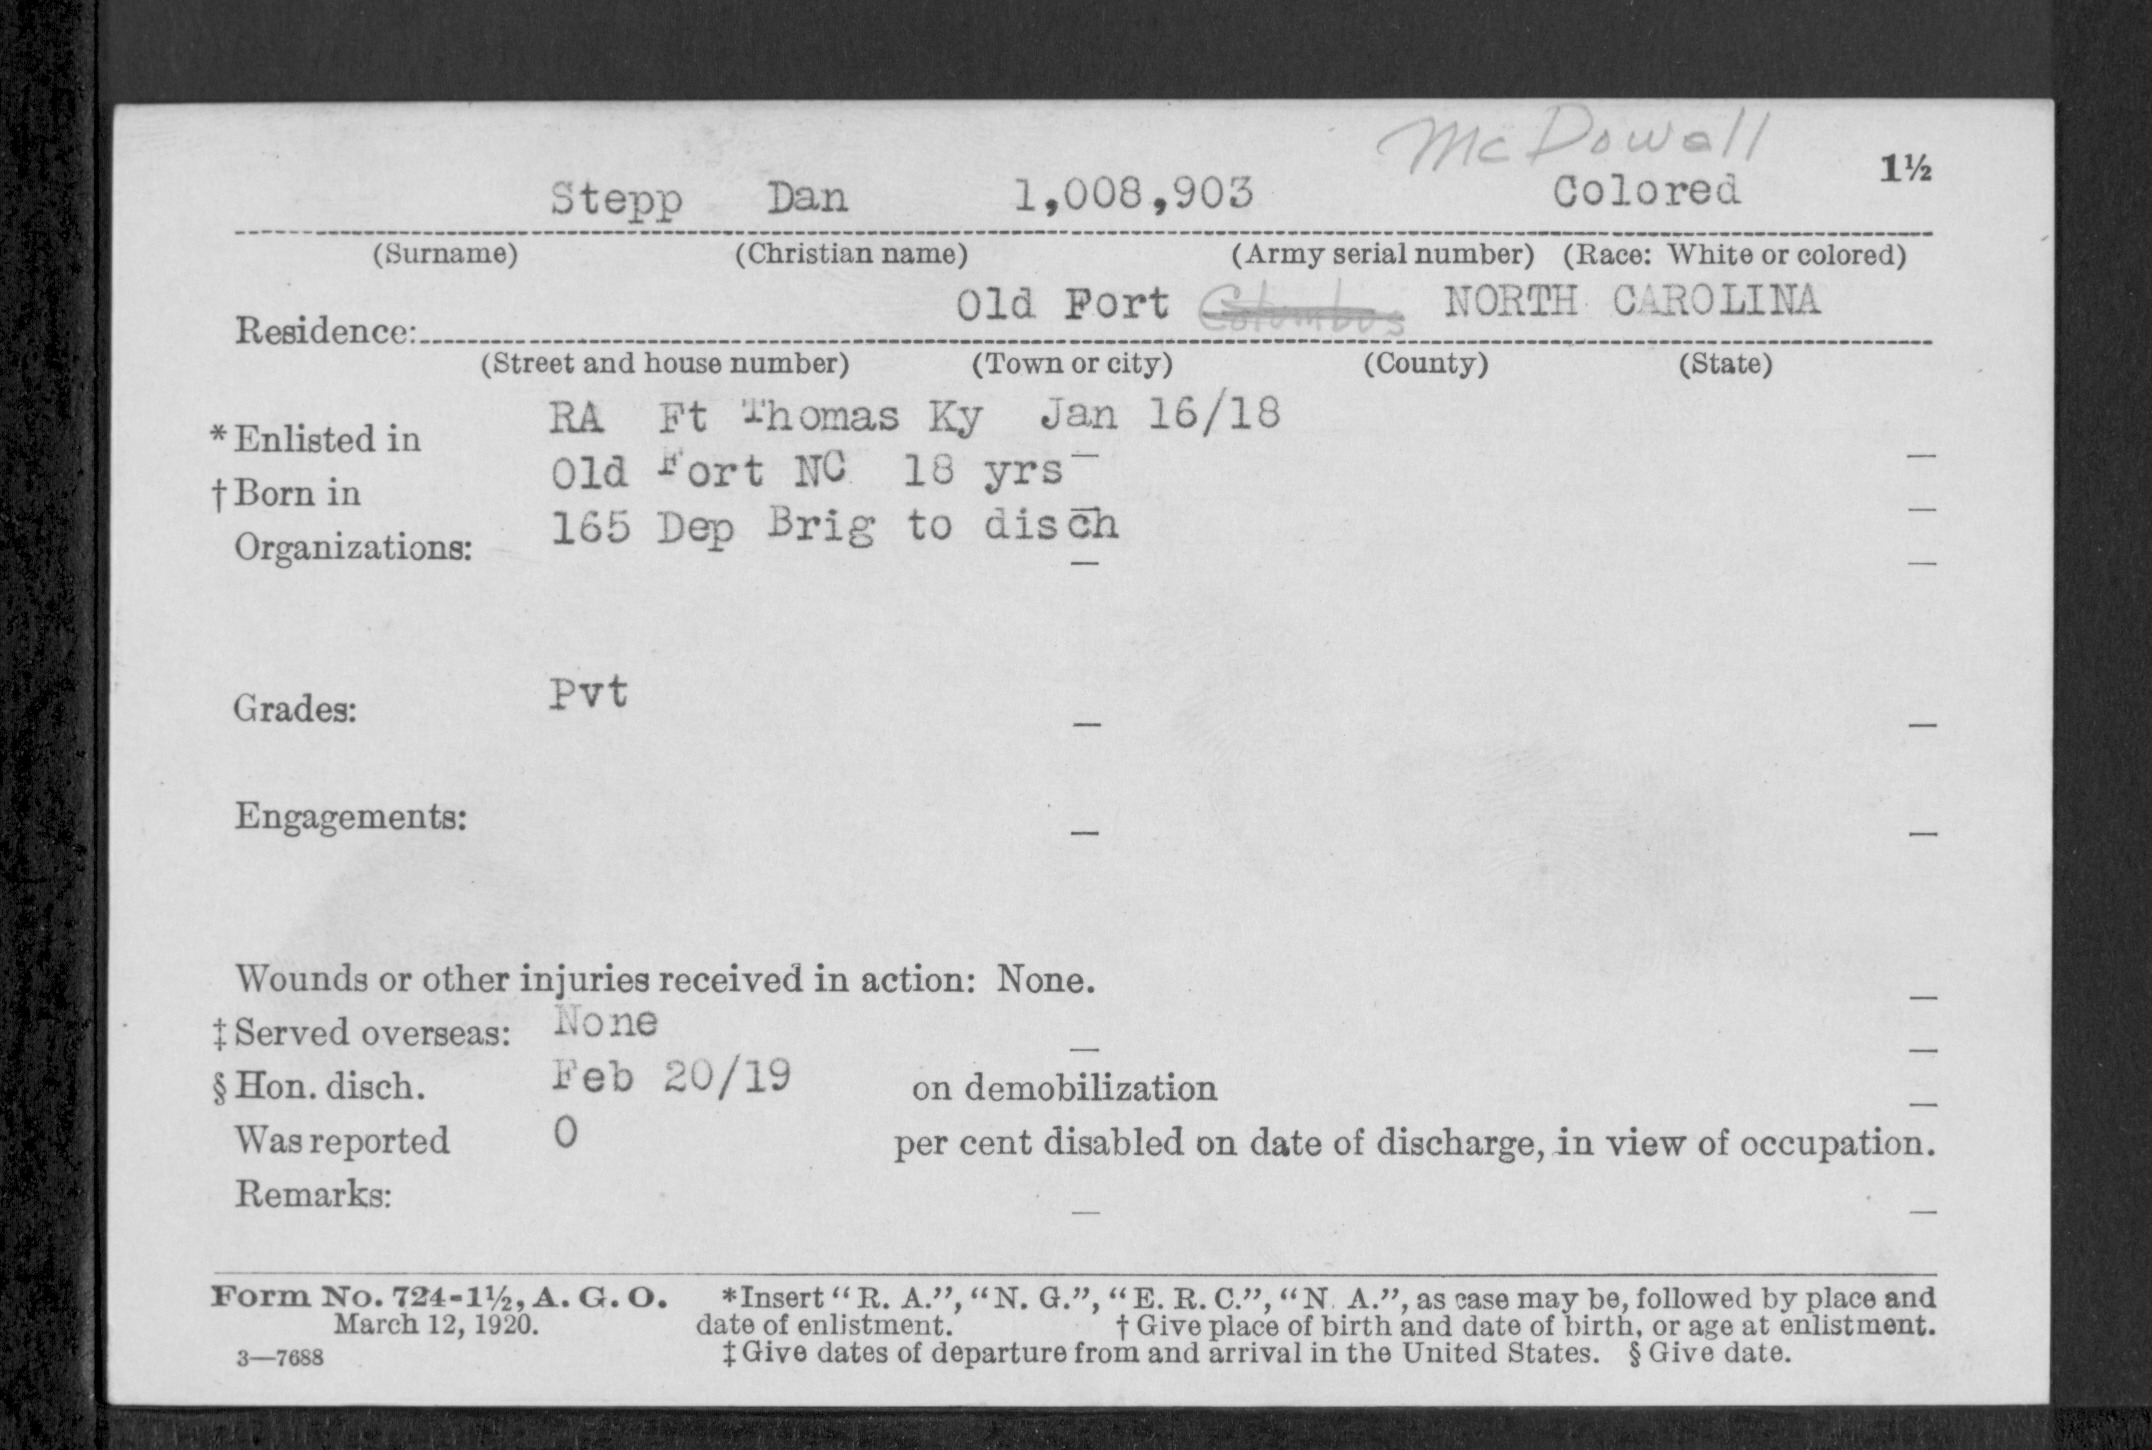 McDowell
1½
Stepp Dan 1,008,903 Colored
(Surname) (Christian name) (Army serial number) (Race: White or colored)
Residence: Old Fort Columbus NORTH CAROLINA
(Street and house number) (Town or city) (County) (State)
*Enlisted in RA Ft Thomas Ky Jan 16/18
†Born in Old Fort NC 18 yrs
Organizations: 165 Dep Brig to disch
Grades: Pvt
Engagements:
Wounds or other injuries received in action: None.
‡Served overseas: None
§Hon. disch. Feb 20/19 on demobilization
Was reported 0 per cent disabled on date of discharge, in view of occupation.
Remarks:
Form No. 724-1½, A. G. O. *Insert "R. A.", "N. G.", "E. R. C.", "N. A.", as case may be, followed by place and
March 12, 1920. date of enlistment. †Give place of birth and date of birth, or age at enlistment.
3—7688 ‡Give dates of departure from and arrival in the United States. §Give date.